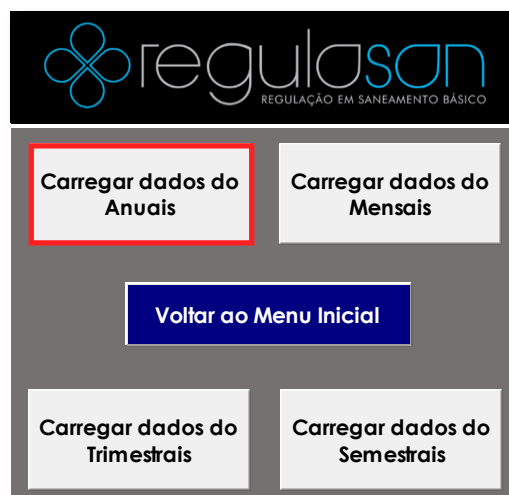 regulasan
REGULAÇÃO EM SANEAMENTO BÁSICO
Carregar dados do
Anuais
Carregar dados do
Mensais
Voltar ao Menu Inicial
Carregar dados do
Trimestrais
Carregar dados do
Semestrais